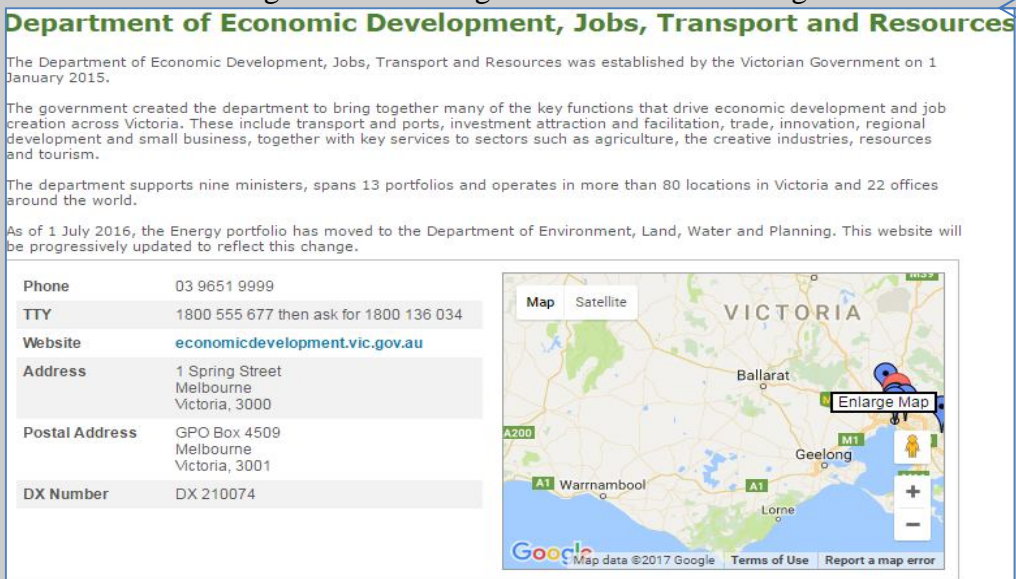 Department of Economic Development, Jobs, Transport and Resources
The Department of Economic Development, Jobs, Transport and Resources was established by the Victorian Government on 1
January 2015.
The government created the department to bring together many of the key functions that drive economic development and job
creation across Victoria. These include transport and ports, investment attraction and facilitation, trade, innovation, regional
development and small business, together with key services to sectors such as agriculture, the creative industries, resources
and tourism.
The department supports nine ministers, spans 13 portfolios and operates in more than 80 locations in Victoria and 22 offices
around the world.
As of 1 July 2016, the Energy portfolio has moved to the Department of Environment, Land, Water and Planning. This website will
be progressively updated to reflect this change.
Phone 03 9651 9999
TTY 1800 555 677 then ask for 1800 136 034
Website economicdevelopment.vic.gov.au
Address 1 Spring Street
Melbourne
Victoria, 3000
Postal Address GPO Box 4509
Melbourne
Victoria, 3001
DX Number DX 210074
M39
Map Satellite
VICTORIA
Ballarat
Enlarge Map
A200
M1
Geelong
A1 Warrnambool
A1
+
Lorne
−
Google Map data ©2017 Google Terms of Use Report a map error